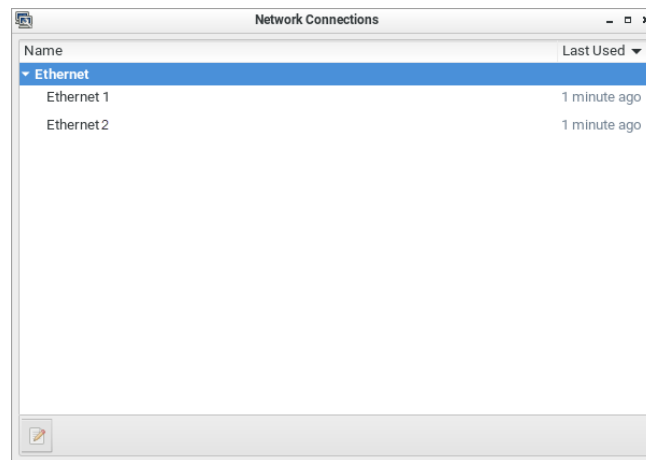 Network Connections
Name Last Used
Ethernet
Ethernet 1 1 minute ago
Ethernet 2 1 minute ago